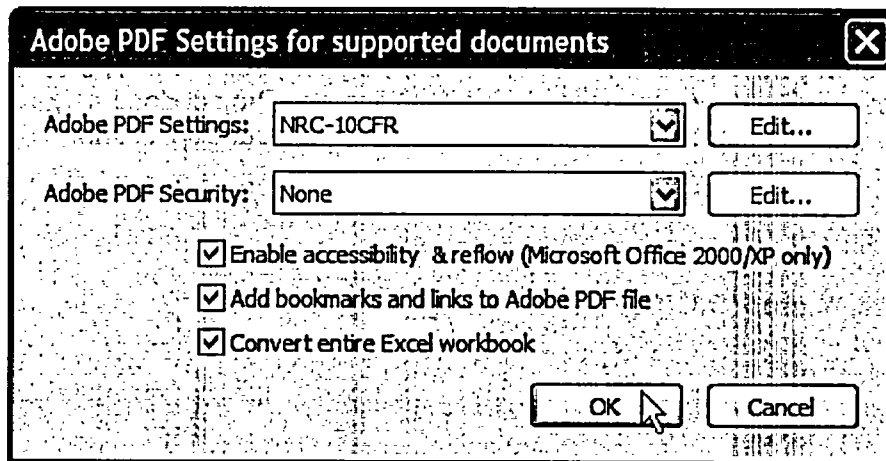 Adobe PDF Settings for supported documents
Adobe PDF Settings: NRC-10CFR Edit...
Adobe PDF Security: None Edit...
Enable accessibility & reflow (Microsoft Office 2000/XP only)
Add bookmarks and links to Adobe PDF file
Convert entire Excel workbook
OK Cancel